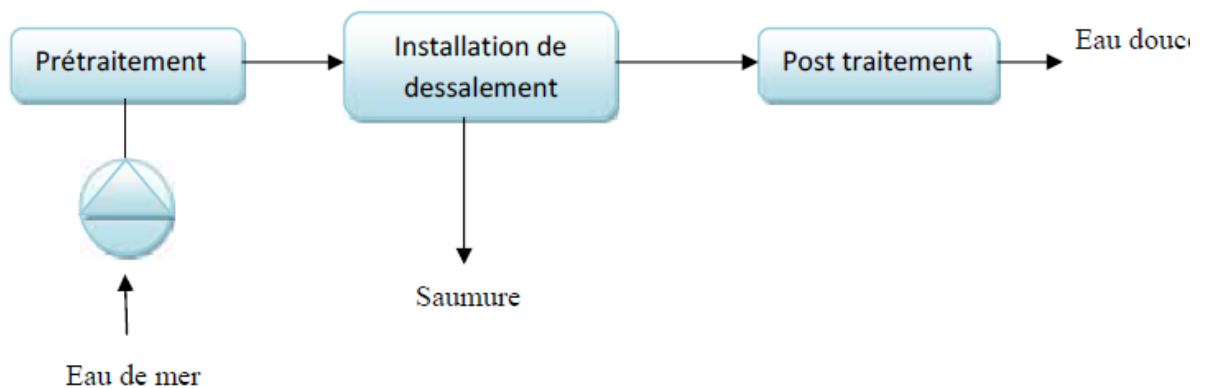 Prétraitement
Installation de
dessalement
Post traitement
Eau douc
Saumure
Eau de mer